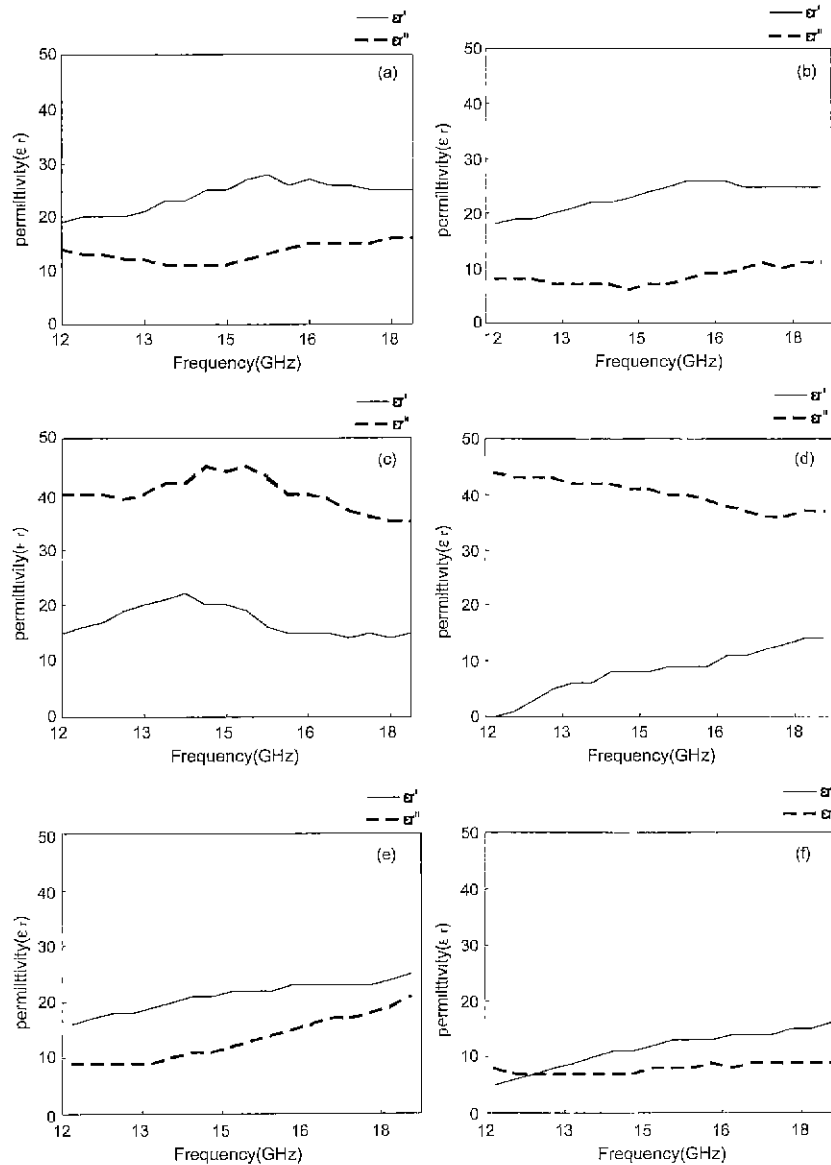 εr'
εr"
(a)
50
40
30
20
10
0
permittivity(ε r)
12 13 15 16 18
Frequency(GHz)
εr'
εr"
(b)
50
40
30
20
10
0
permittivity(ε r)
12 13 15 16 18
Frequency(GHz)
εr'
εr"
(c)
50
40
30
20
10
0
permittivity(ε r)
12 13 15 16 18
Frequency(GHz)
εr'
εr"
(d)
50
40
30
20
10
0
permittivity(ε r)
12 13 15 16 18
Frequency(GHz)
εr'
εr"
(e)
50
40
30
20
10
0
permittivity(ε r)
12 13 15 16 18
Frequency(GHz)
εr
εr
(f)
50
40
30
20
10
0
permittivity(ε r)
12 13 15 16 18
Frequency(GHz)